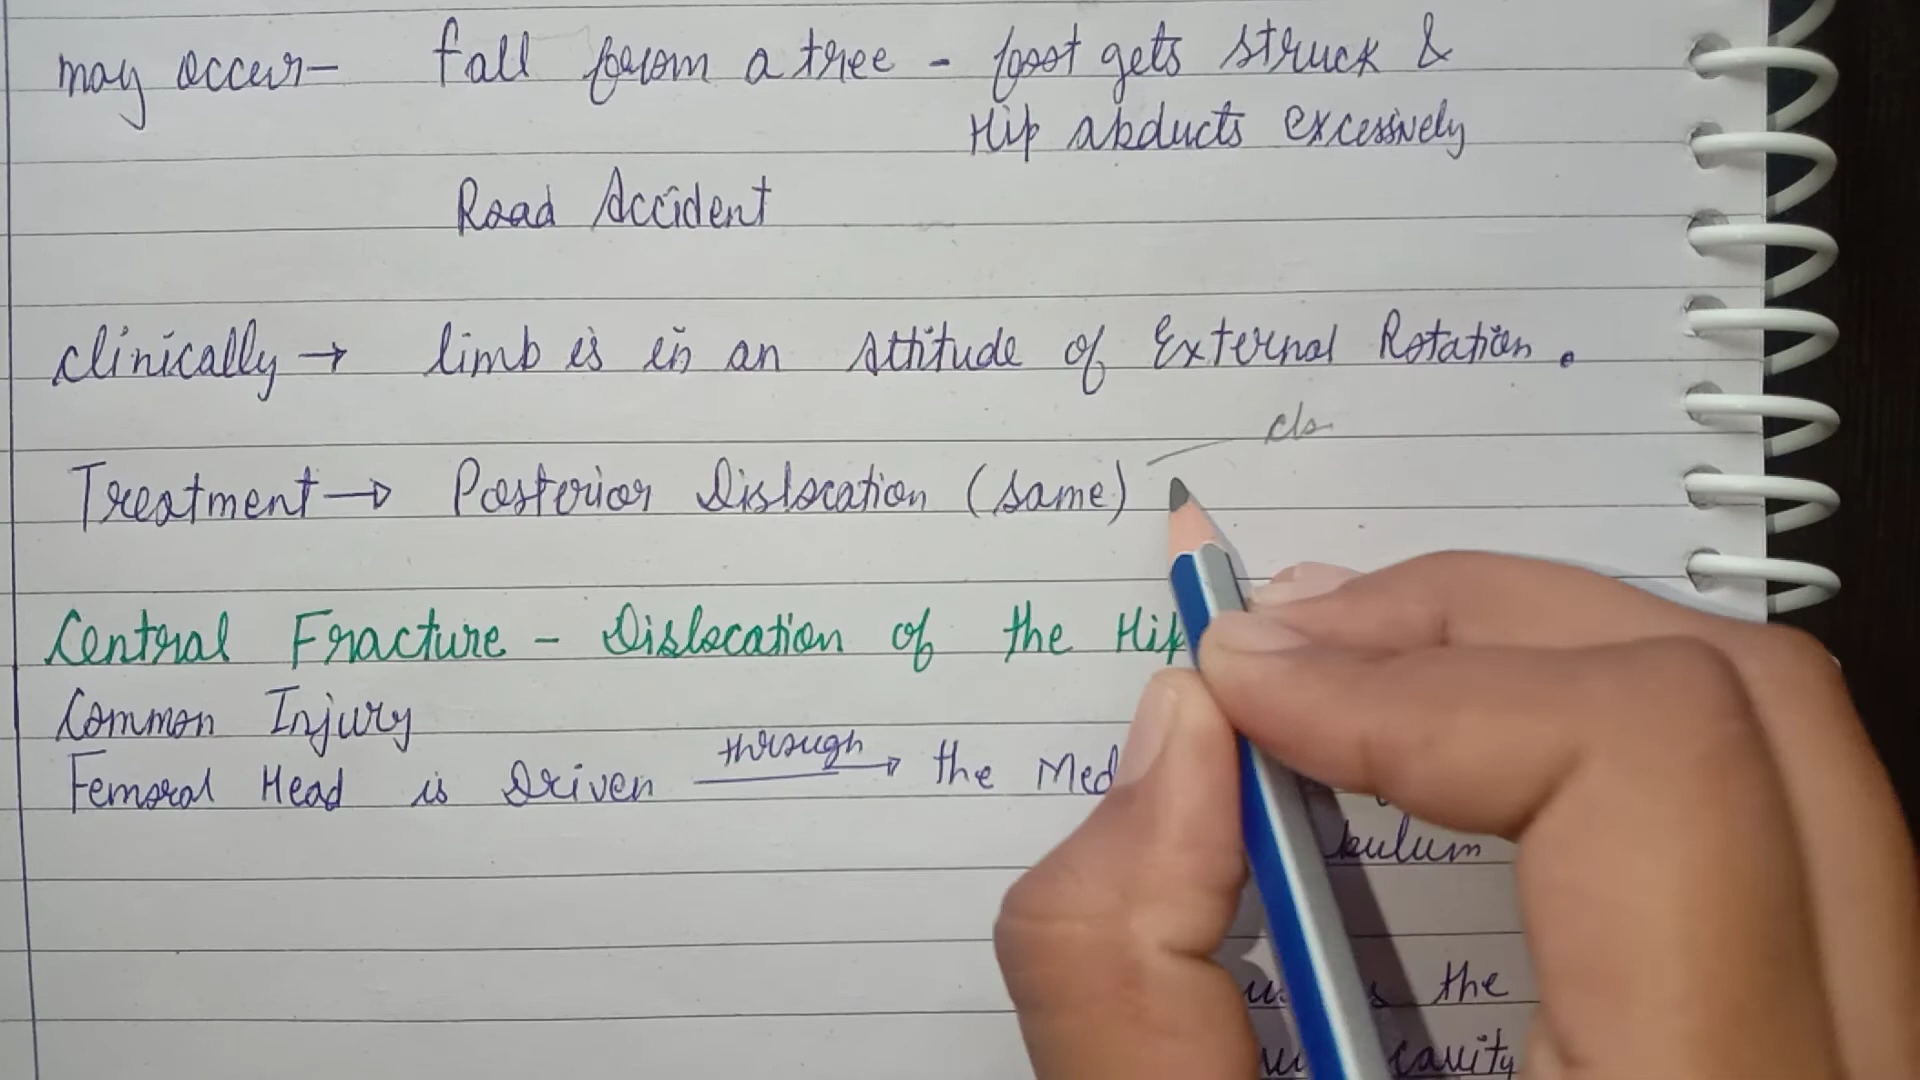 may occur- fall from a tree - foot gets struck &
Hip abducts excessively
Road Accident
Clinically → limb is in an Attitude of External Rotation.
Treatment → Posterior Dislocation (same)
Central Fracture - Dislocation of the Hip
Common Injury
through
Femoral Head is Driven → the Med
bulum
the
cavity